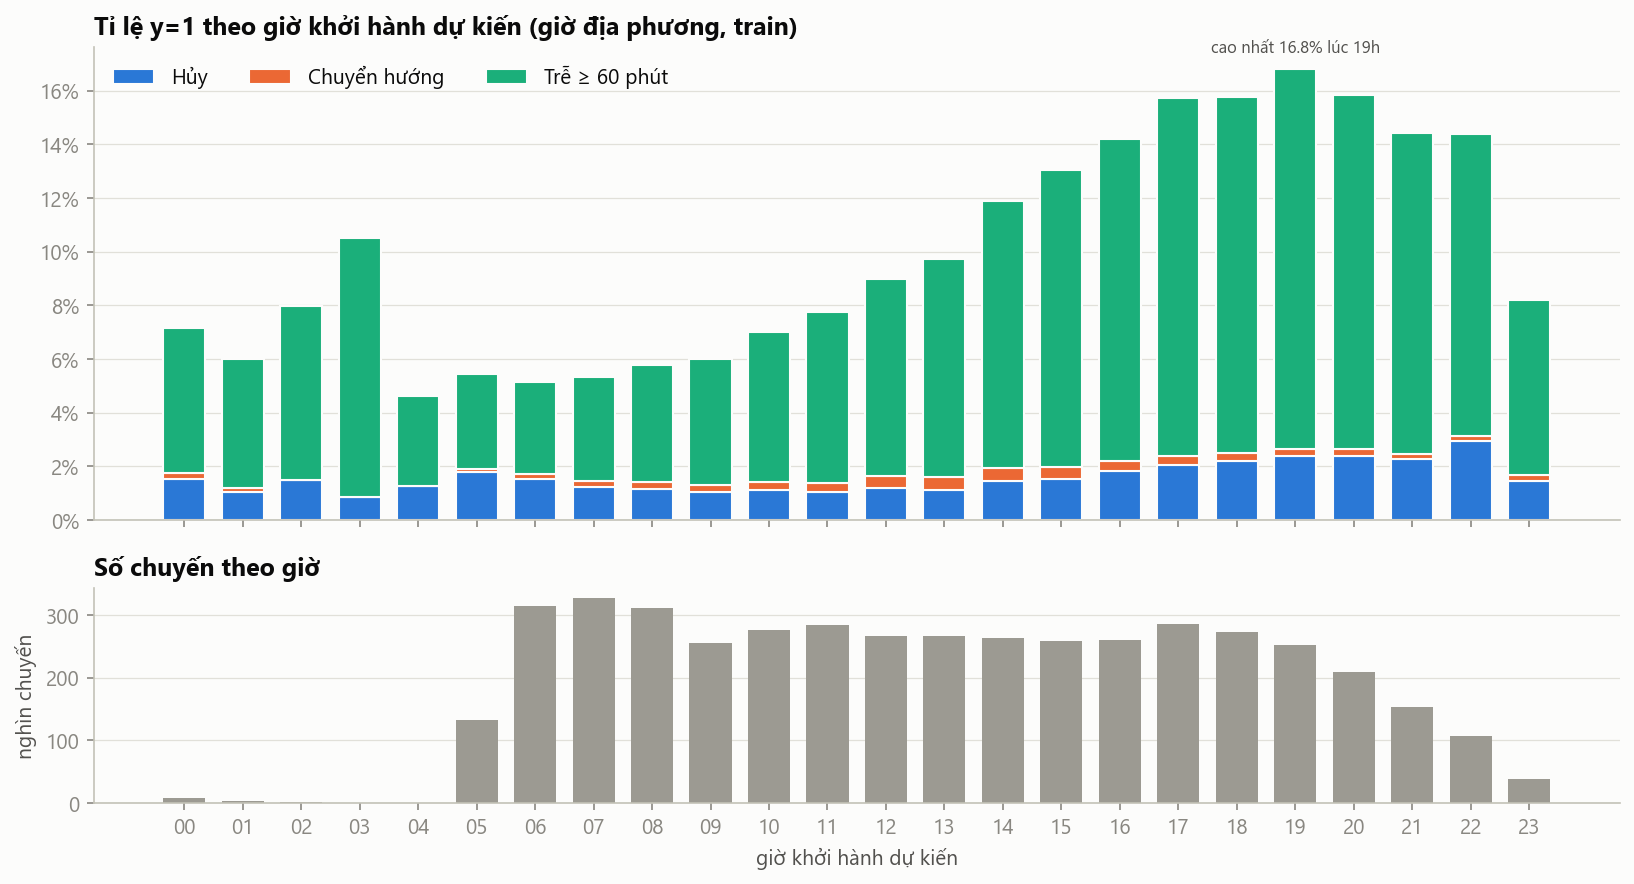 Tỉ lệ y=1 theo giờ khởi hành dự kiến (giờ địa phương, train)
cao nhất 16.8% lúc 19h
Hủy Chuyển hướng Trễ ≥ 60 phút
16%
14%
12%
10%
8%
6%
4%
2%
0%
Số chuyến theo giờ
nghìn chuyến
300
200
100
0
00 01 02 03 04 05 06 07 08 09 10 11 12 13 14 15 16 17 18 19 20 21 22 23
giờ khởi hành dự kiến